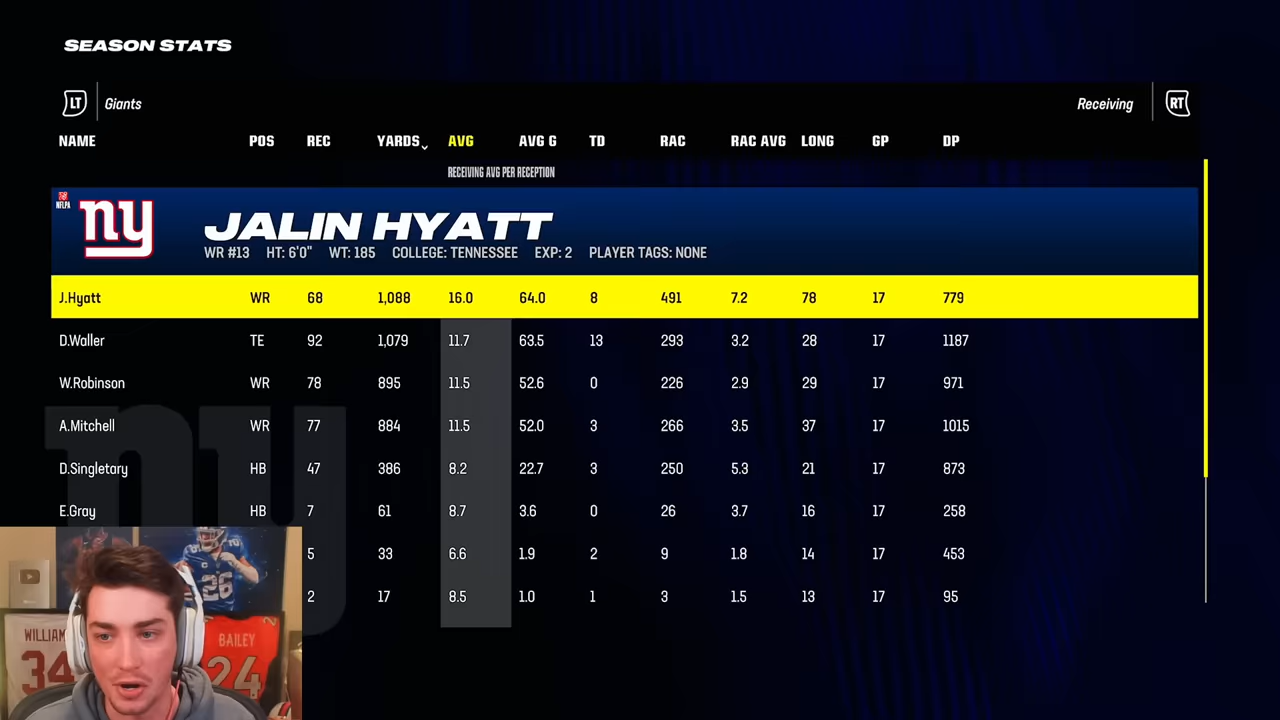 SEASON STATS
LT Giants Receiving RT
NAME POS REC YARDS AVG AVG G TD RAC RAC AVG LONG GP DP
RECEIVING AVG PER RECEPTION
NFLPA
ny
JALIN HYATT
WR #13 HT: 6'0" WT: 185 COLLEGE: TENNESSEE EXP: 2 PLAYER TAGS: NONE
J.Hyatt WR 68 1,088 16.0 64.0 8 491 7.2 78 17 779
D.Waller TE 92 1,079 11.7 63.5 13 293 3.2 28 17 1187
W.Robinson WR 78 895 11.5 52.6 0 226 2.9 29 17 971
A.Mitchell WR 77 884 11.5 52.0 3 266 3.5 37 17 1015
D.Singletary HB 47 386 8.2 22.7 3 250 5.3 21 17 873
E.Gray HB 7 61 8.7 3.6 0 26 3.7 16 17 258
5 33 6.6 1.9 2 9 1.8 14 17 453
2 17 8.5 1.0 1 3 1.5 13 17 95
26
WILLIAM
34
BAILEY
24